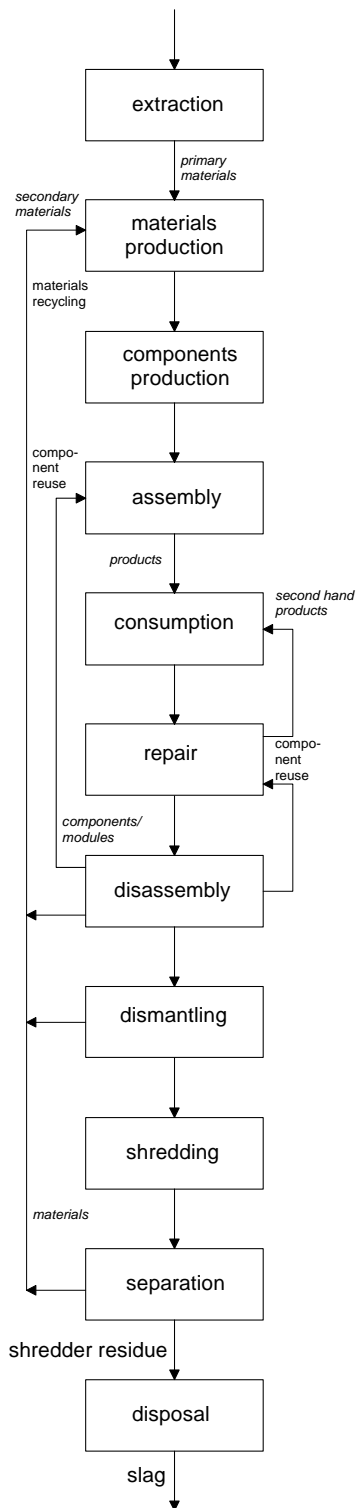 extraction
primary
materials
secondary
materials
materials
production
materials
recycling
components
production
compo-
nent
reuse
assembly
products
second hand
products
consumption
repair
compo-
nent
reuse
components/
modules
disassembly
dismantling
shredding
materials
separation
shredder residue
disposal
slag